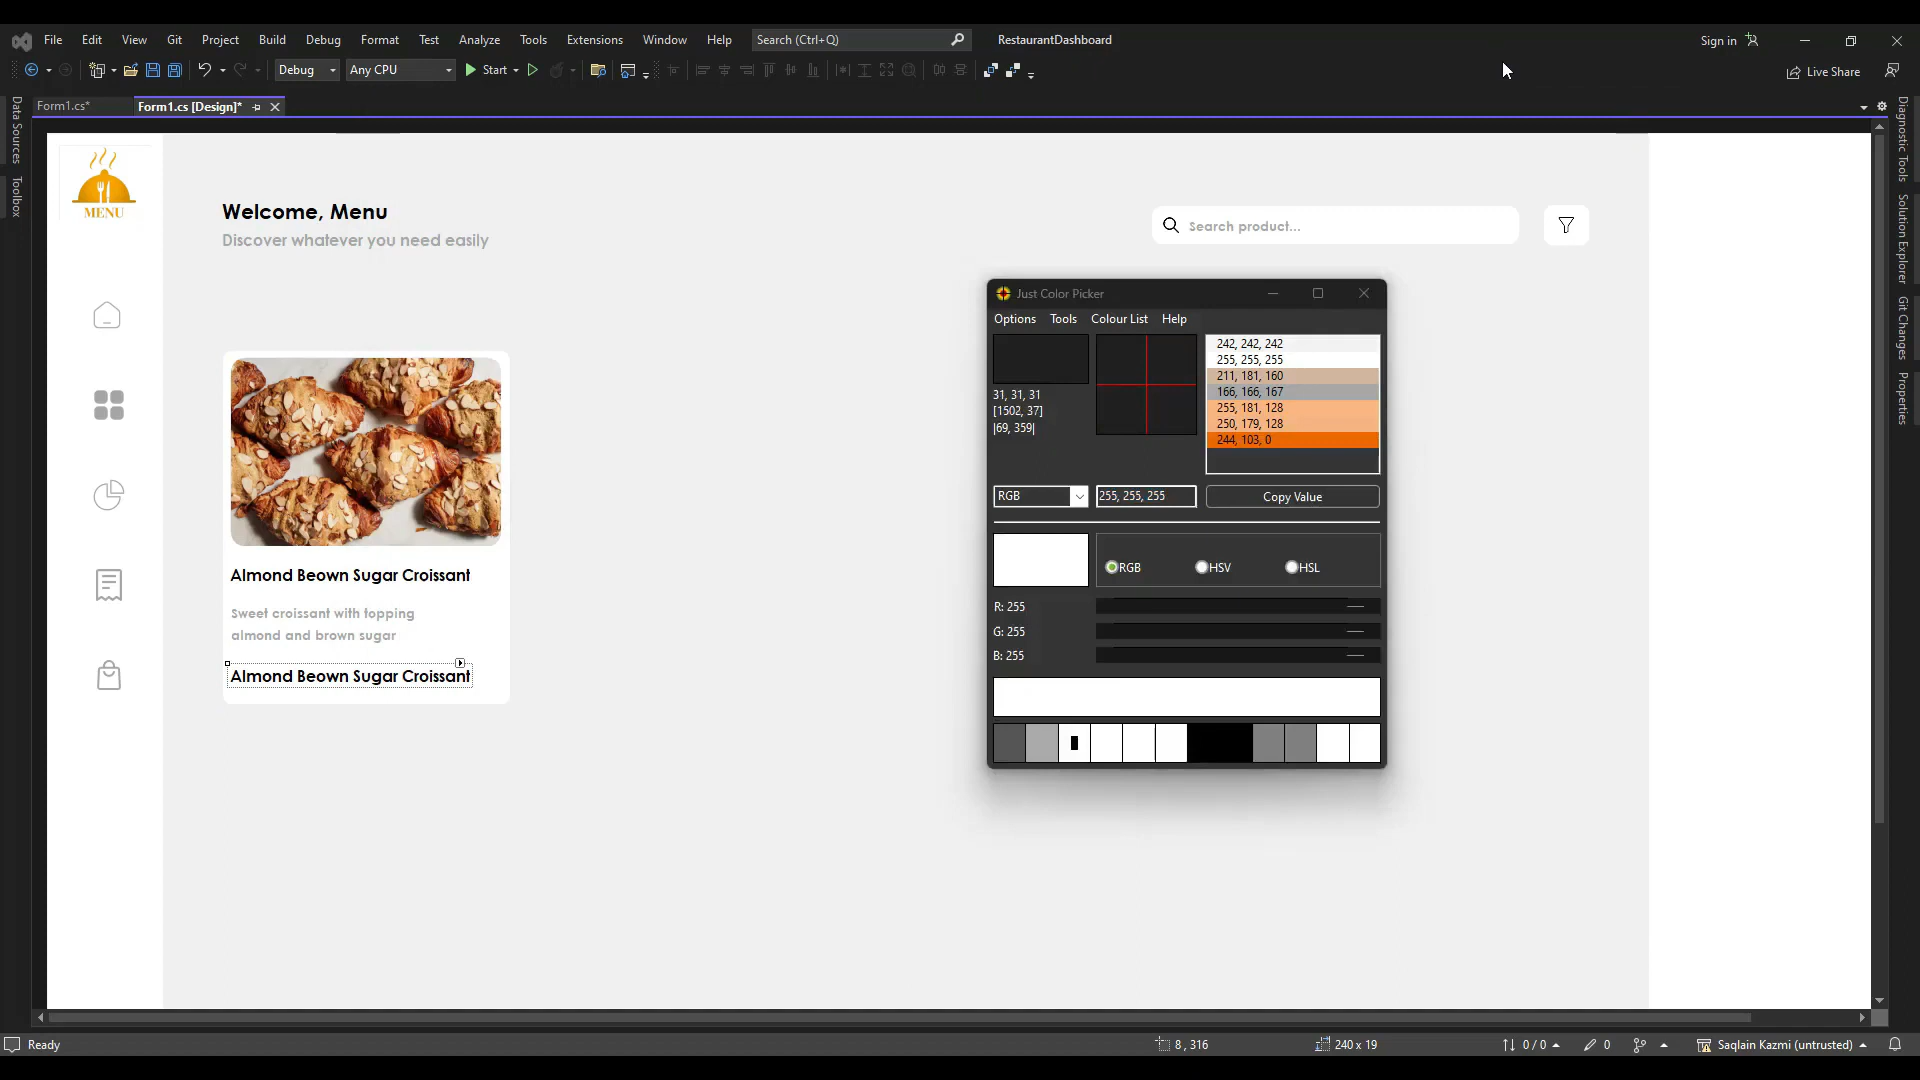 File Edit View Git Project Build Debug Format Test Analyze Tools Extensions Window Help Search (Ctrl+Q) RestaurantDashboard Sign in
Debug Any CPU Start Live Share
Form1.cs* Form1.cs [Design]*
Data Sources
Toolbox
Diagnostic Tools
Solution Explorer
Git Changes
Properties
MENU
Welcome, Menu
Discover whatever you need easily
Search product...
Almond Beown Sugar Croissant
Sweet croissant with topping
almond and brown sugar
Almond Beown Sugar Croissant
Just Color Picker
Options Tools Colour List Help
31, 31, 31
[1502, 37]
|69, 359|
242, 242, 242
255, 255, 255
211, 181, 160
166, 166, 167
255, 181, 128
250, 179, 128
244, 103, 0
RGB 255, 255, 255 Copy Value
RGB HSV HSL
R: 255
G: 255
B: 255
Ready 8 , 316 240 x 19 0 / 0 0 Saqlain Kazmi (untrusted)